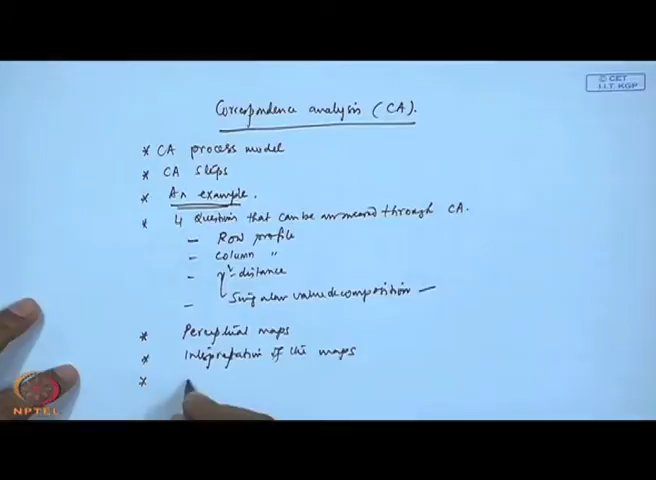 © CET
I.I.T. KGP
Correspondence analysis (CA).
* CA process model
* CA steps
* An example.
* 4 Questions that can be answered through CA.
– Row profile
– Column "
– χ²-distance
– Singular value decomposition –
* Perceptual maps
* Interpretation of the maps
*
NPTEL